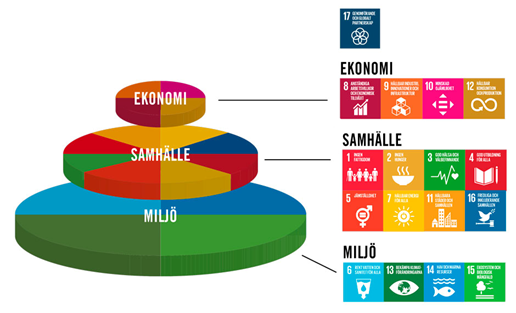 17 GENOMFÖRANDE
OCH GLOBALT
PARTNERSKAP
EKONOMI
8 ANSTÄNDIGA
ARBETSVILLKOR
OCH EKONOMISK
TILLVÄXT
9 HÅLLBAR INDUSTRI,
INNOVATIONER OCH
INFRASTRUKTUR
10 MINSKAD
OJÄMLIKHET
12 HÅLLBAR
KONSUMTION
OCH PRODUKTION
SAMHÄLLE
1 INGEN
FATTIGDOM
2 INGEN
HUNGER
3 GOD HÄLSA OCH
VÄLBEFINNANDE
4 GOD UTBILDNING
FÖR ALLA
5 JÄMSTÄLLDHET
7 HÅLLBAR ENERGI
FÖR ALLA
11 HÅLLBARA
STÄDER OCH
SAMHÄLLEN
16 FREDLIGA OCH
INKLUDERANDE
SAMHÄLLEN
MILJÖ
6 RENT VATTEN OCH
SANITET FÖR ALLA
13 BEKÄMPA KLIMAT-
FÖRÄNDRINGARNA
14 HAV OCH MARINA
RESURSER
15 EKOSYSTEM OCH
BIOLOGISK
MÅNGFALD
EKONOMI
SAMHÄLLE
MILJÖ